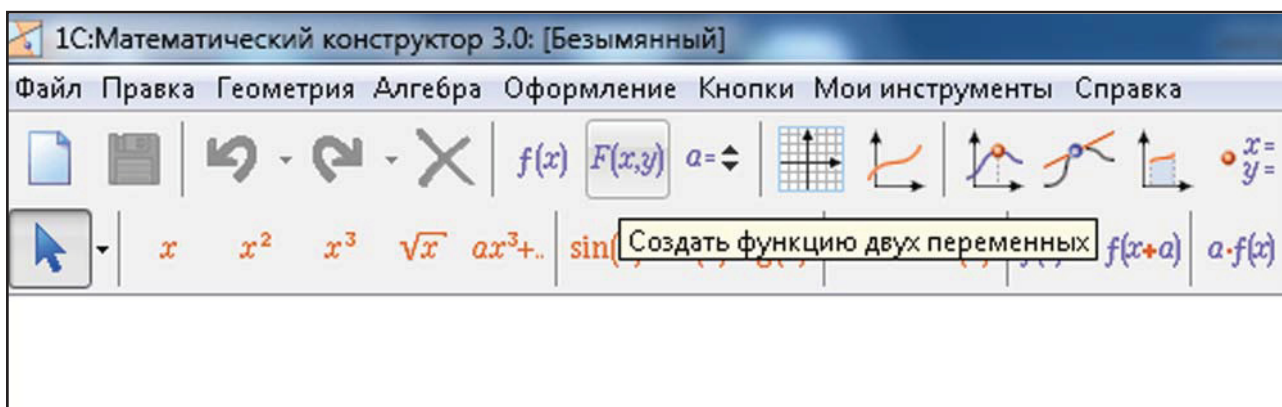 1С:Математический конструктор 3.0: [Безымянный]
Файл Правка Геометрия Алгебра Оформление Кнопки Мои инструменты Справка
f(x) F(x,y) a= x= y=
x x² x³ √x ax³+.. sin( f(x+a) a·f(x)
Создать функцию двух переменных